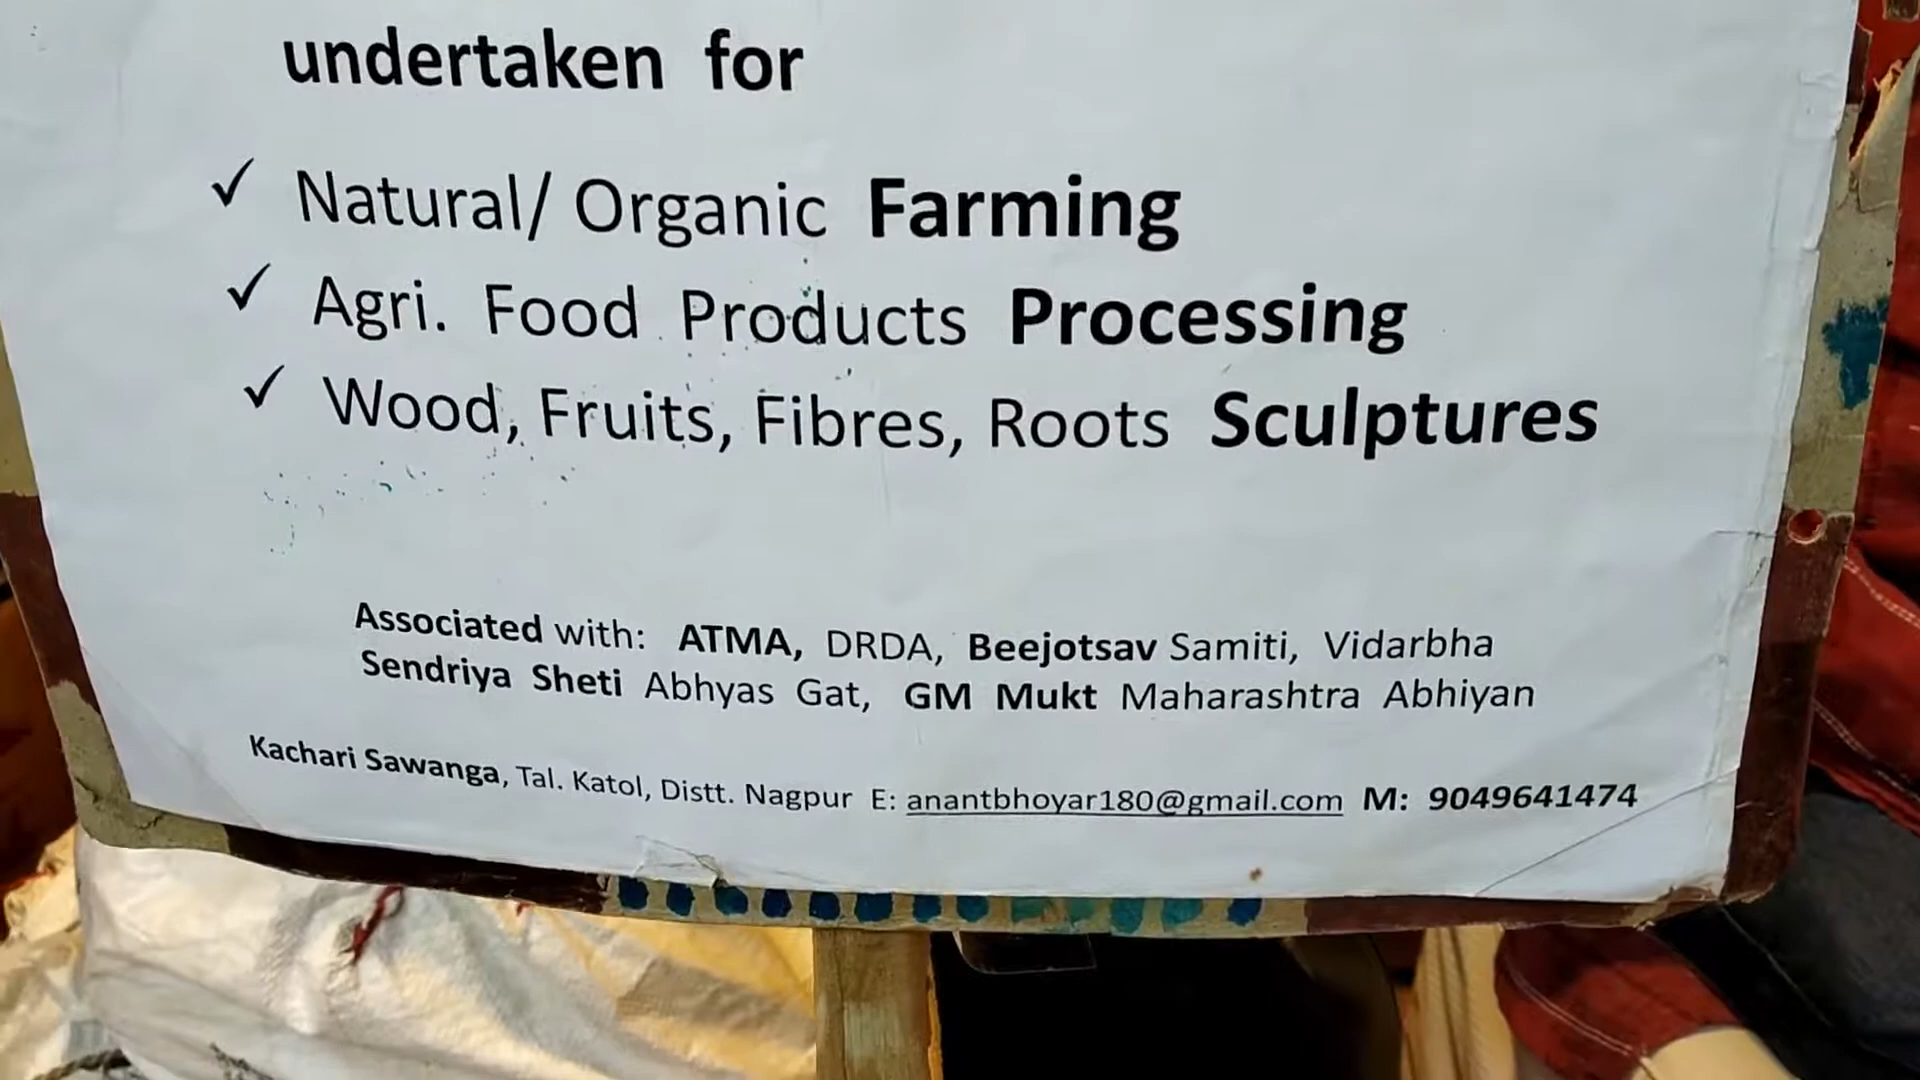 undertaken for
✓ Natural/ Organic Farming
✓ Agri. Food Products Processing
✓ Wood, Fruits, Fibres, Roots Sculptures
Associated with: ATMA, DRDA, Beejotsav Samiti, Vidarbha
Sendriya Sheti Abhyas Gat, GM Mukt Maharashtra Abhiyan
Kachari Sawanga, Tal. Katol, Distt. Nagpur E: anantbhoyar180@gmail.com M: 9049641474